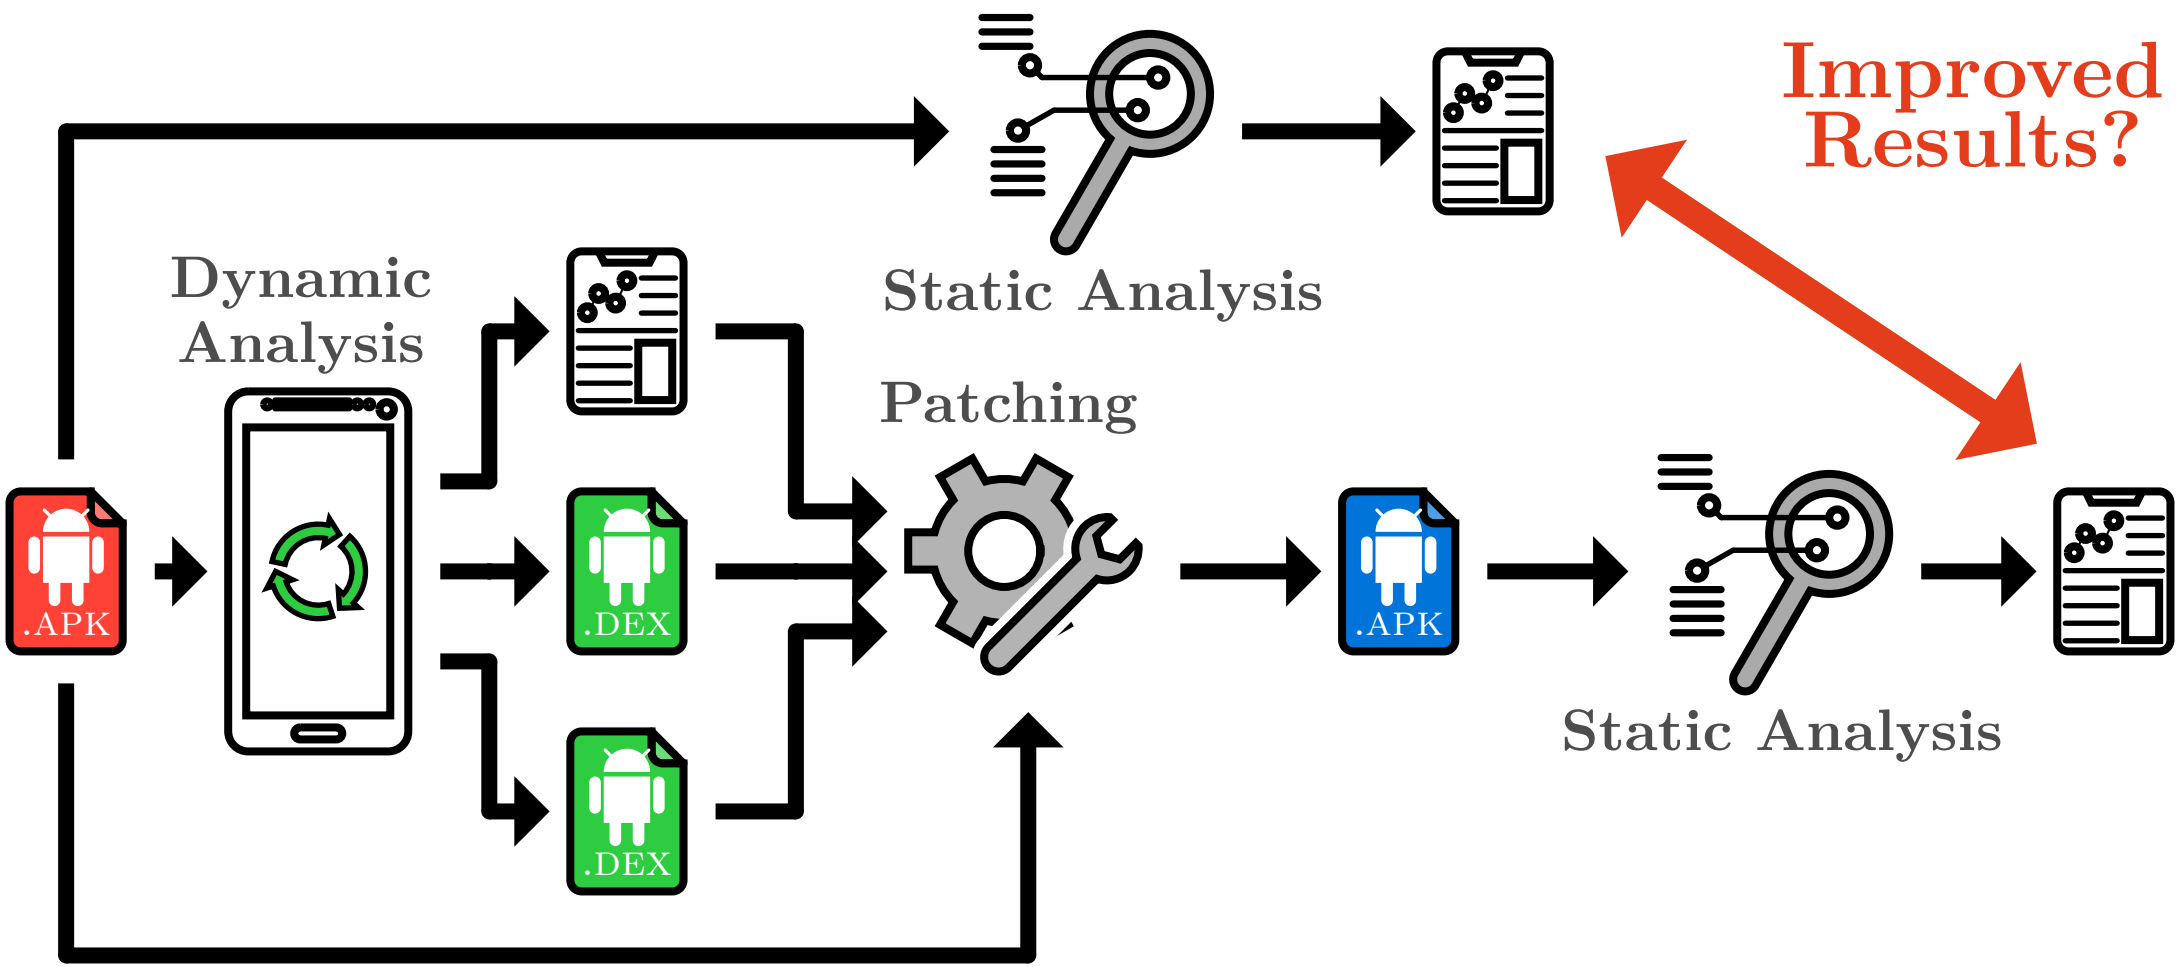 Improved
Results?
Dynamic
Analysis
Static Analysis
Patching
.APK
.DEX
.APK
Static Analysis
.DEX